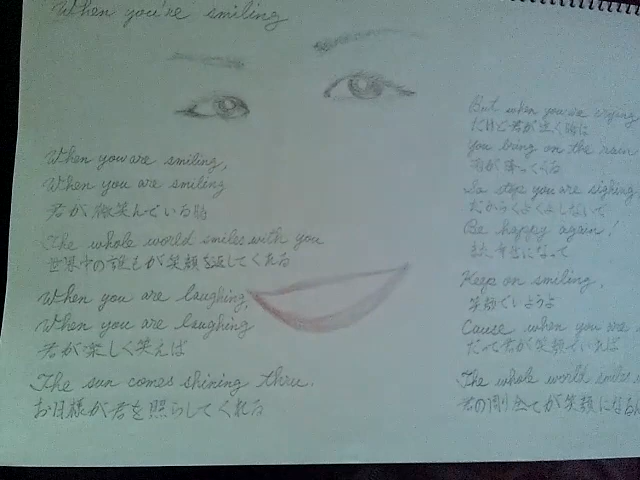 When you're smiling
When you are smiling,
When you are smiling
君が微笑んでいる時
The whole world smiles with you
世界中の誰もが笑顔を返してくれる
When you are laughing,
When you are laughing
君が楽しく笑えば
The sun comes shining thru.
お日様が君を照らしてくれる
But when you're crying
だけど君が泣く時は
you bring on the rain
雨が降ってくる
So stop you are sighing
だからくよくよしないで
Be happy again,
また幸せになって
Keep on smiling,
笑顔でいようよ
Cause when you are
だって君が笑顔でいれば
The whole world smiles
君の周り全てが笑顔になる